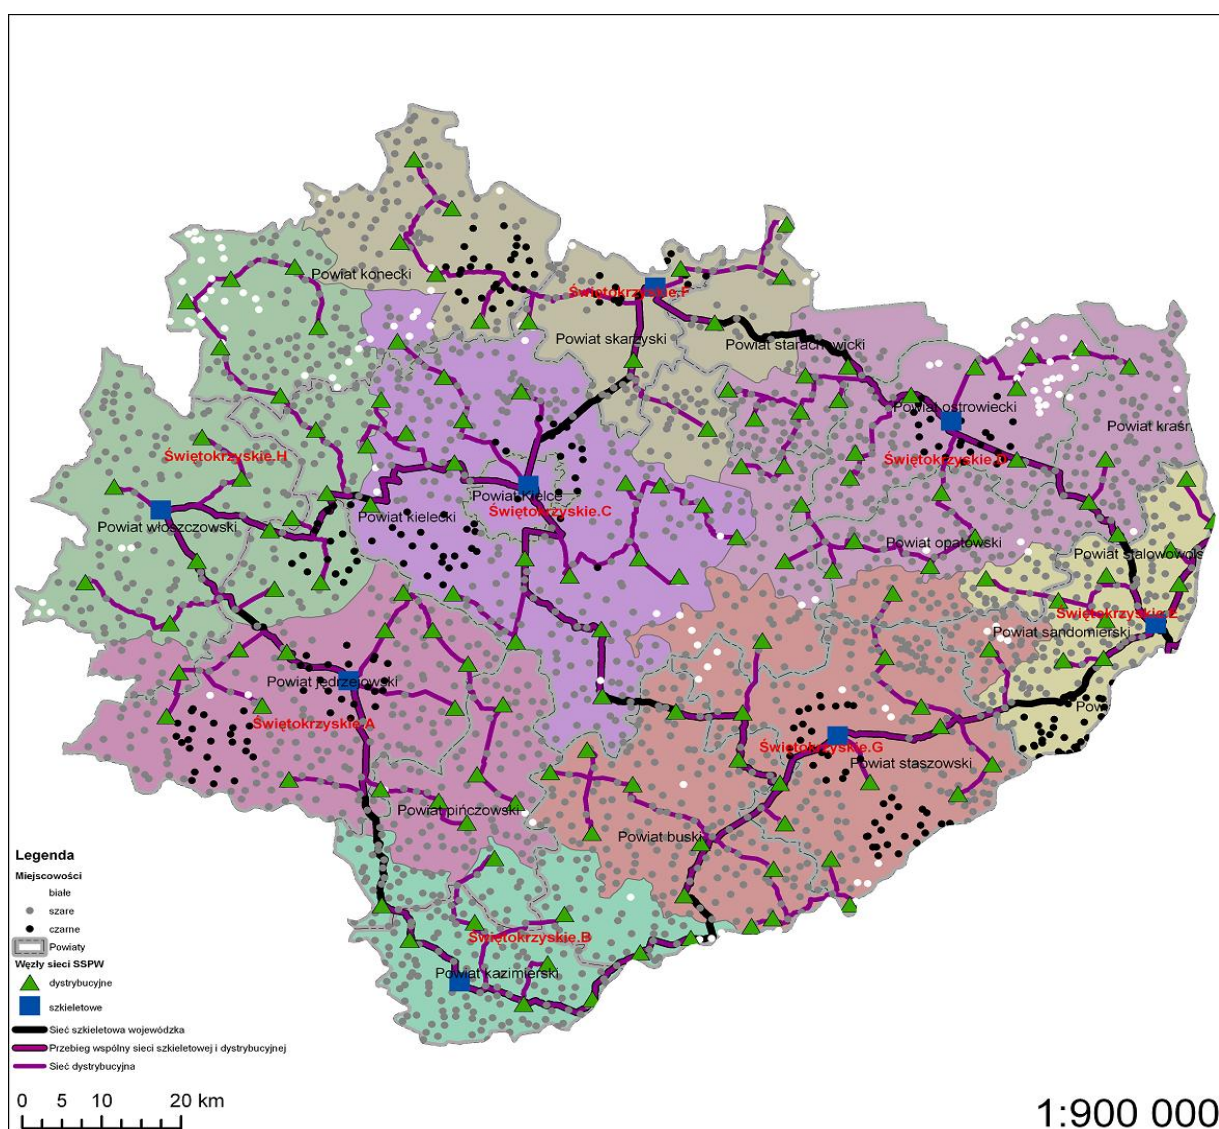 Powiat konecki
Świętokrzyskie.F
Powiat skarżyski
Powiat starachowicki
Powiat ostrowiecki
Powiat kraśn
Świętokrzyskie.H
Świętokrzyskie.D
Powiat Kielce
Świętokrzyskie.C
Powiat kielecki
Powiat włoszczowski
Powiat opatowski
Powiat stalowowols
Świętokrzyskie.E
Powiat sandomierski
Powiat jędrzejowski
Pow
Świętokrzyskie.A
Świętokrzyskie.G
Powiat staszowski
Powiat pińczowski
Powiat buski
Świętokrzyskie.B
Powiat kazimierski
Legenda
Miejscowości
białe
szare
czarne
Powiaty
Węzły sieci SSPW
dystrybucyjne
szkieletowe
Sieć szkieletowa wojewódzka
Przebieg wspólny sieci szkieletowej i dystrybucyjnej
Sieć dystrybucyjna
0 5 10 20 km
1:900 000